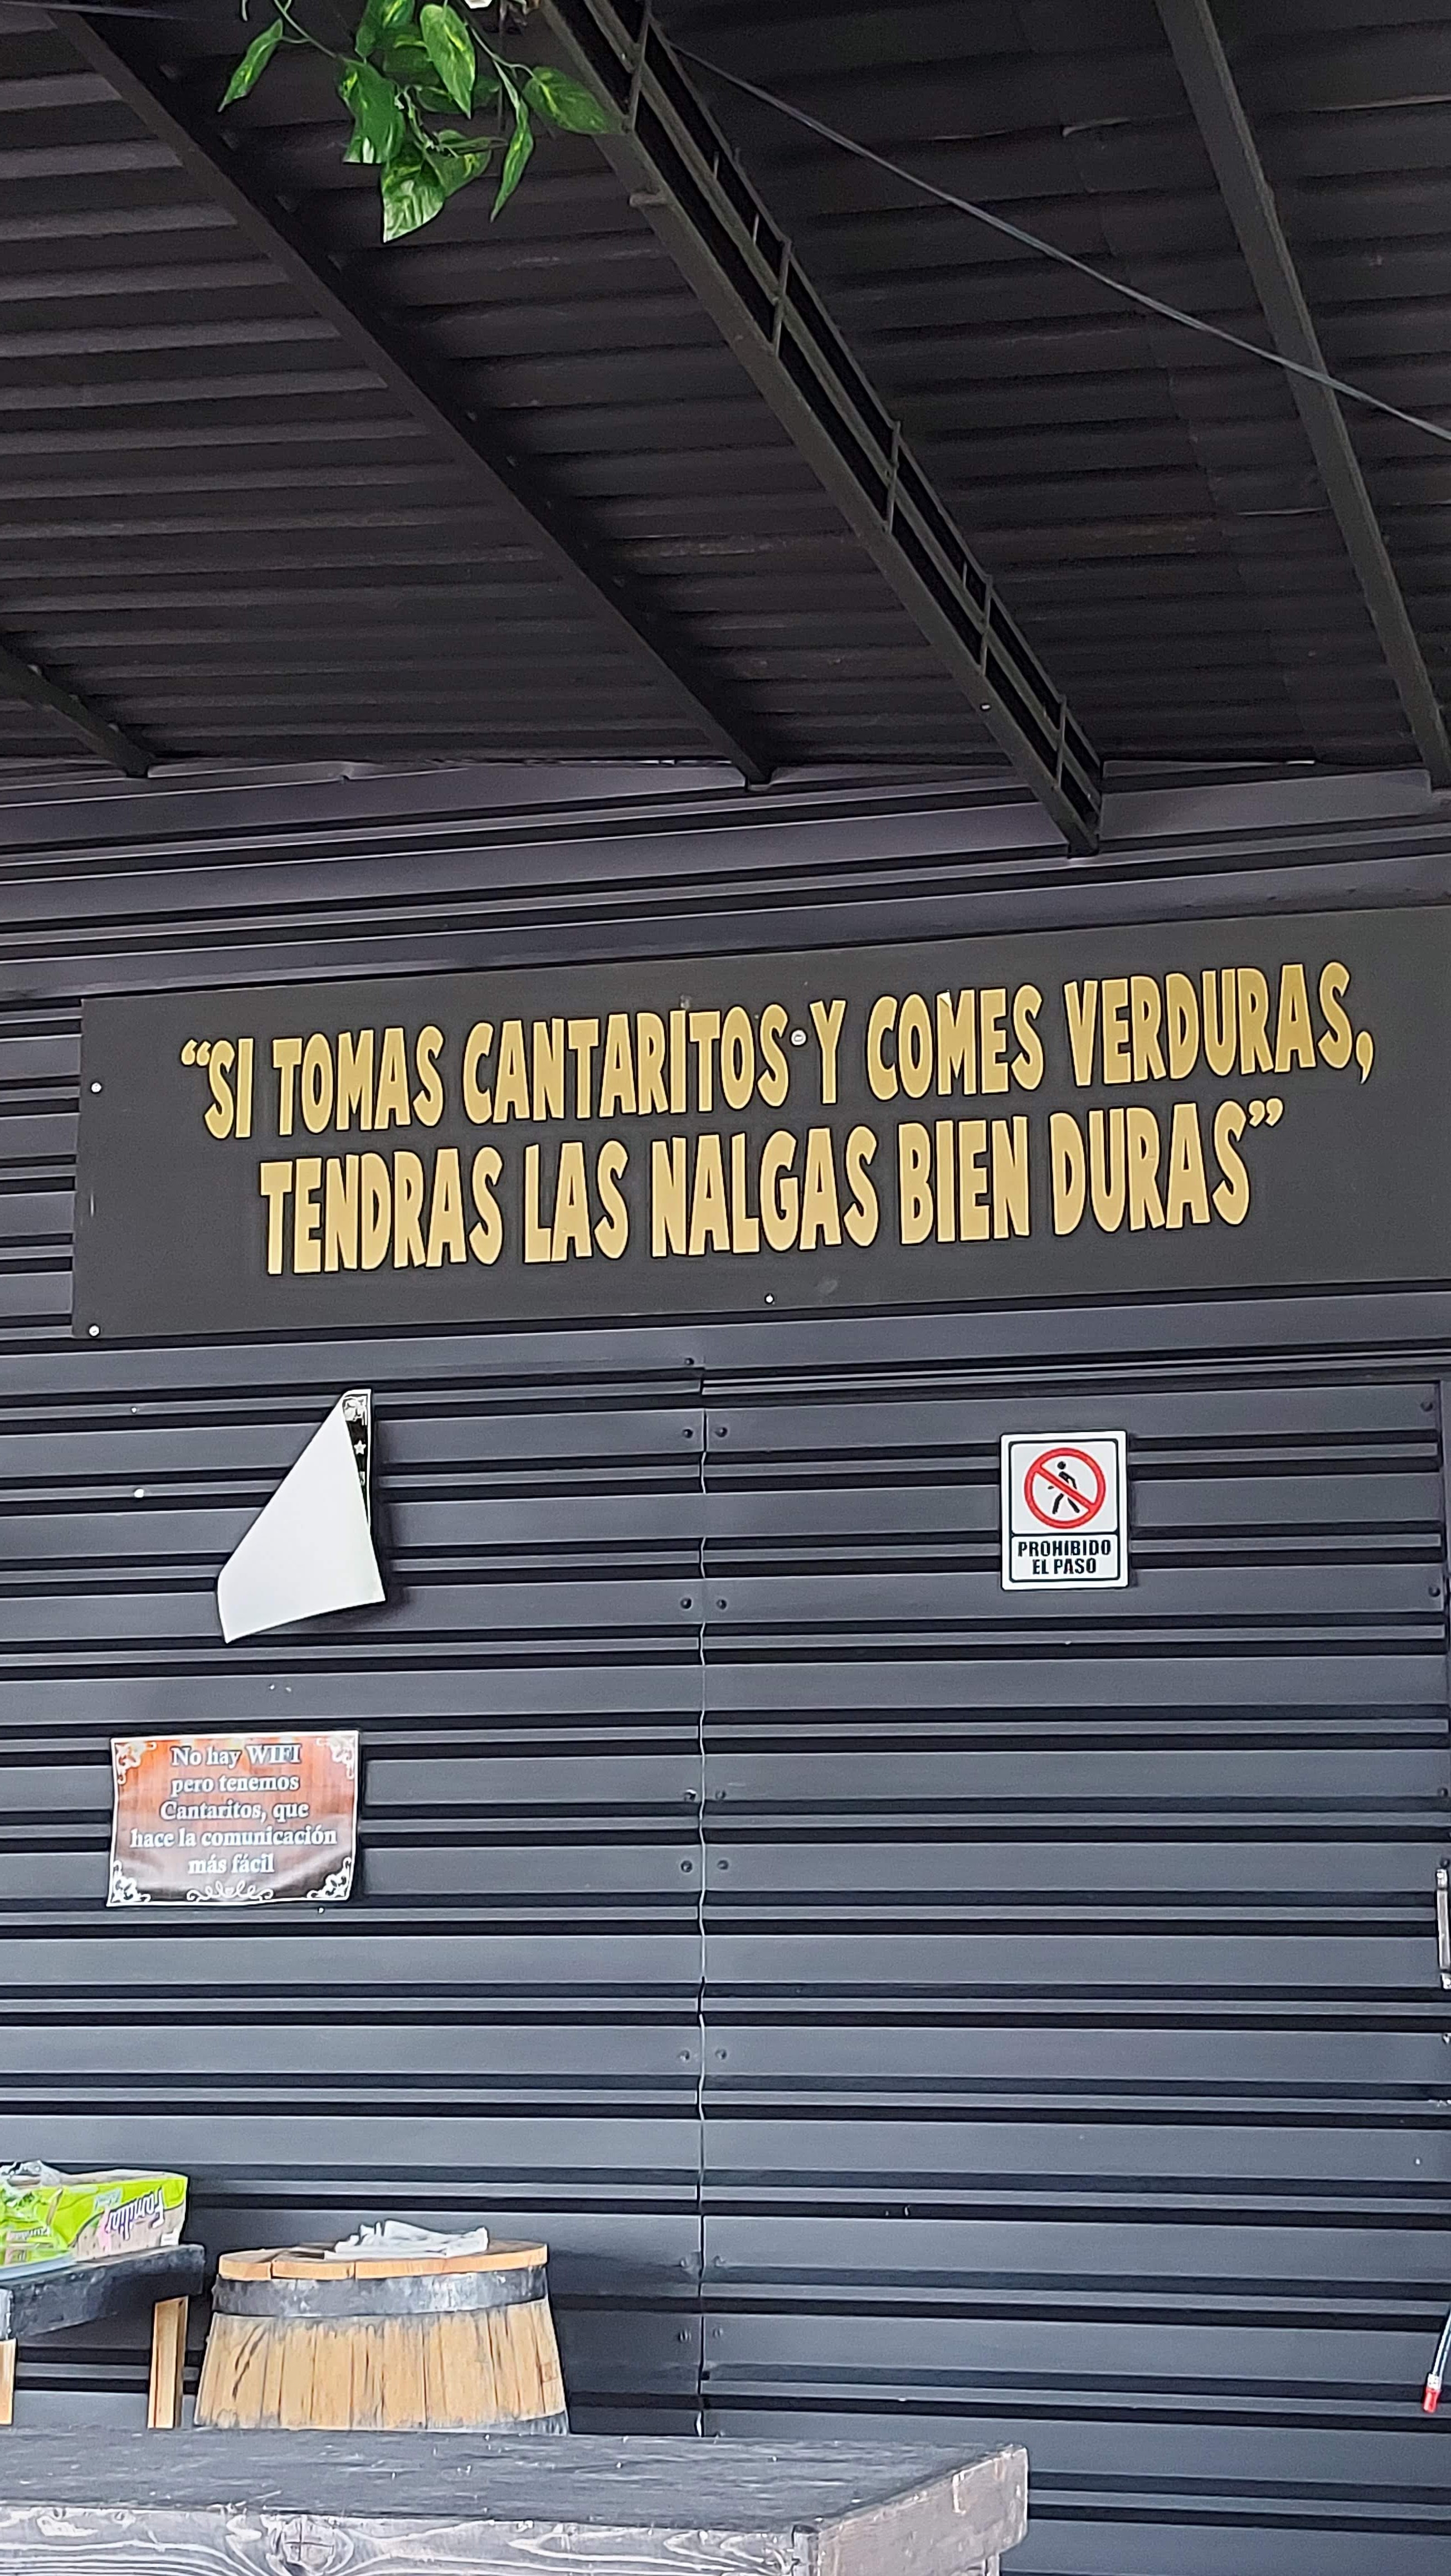 “SI TOMAS CANTARITOS Y COMES VERDURAS,
TENDRAS LAS NALGAS BIEN DURAS”
PROHIBIDO
EL PASO
No hay WIFI
pero tenemos
Cantaritos, que
hace la comunicación
más fácil